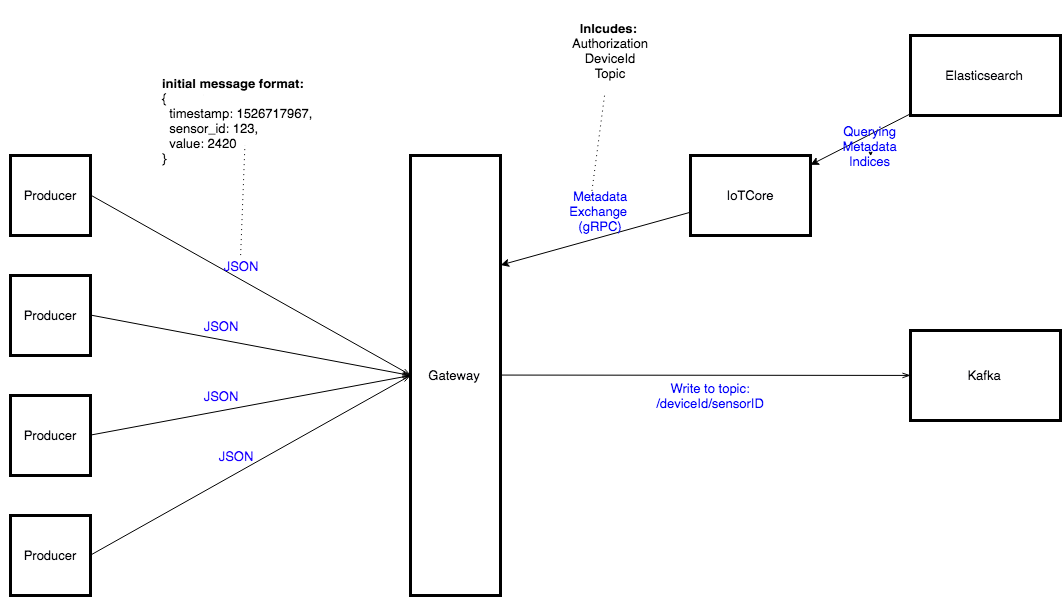 Inlcudes:
Authorization
DeviceId
Topic
Elasticsearch
initial message format:
{
timestamp: 1526717967,
sensor_id: 123,
value: 2420
}
Querying
Metadata
Indices
Producer
IoTCore
Metadata
Exchange
(gRPC)
JSON
Producer
JSON
Gateway
Kafka
Write to topic:
/deviceId/sensorID
JSON
Producer
JSON
Producer